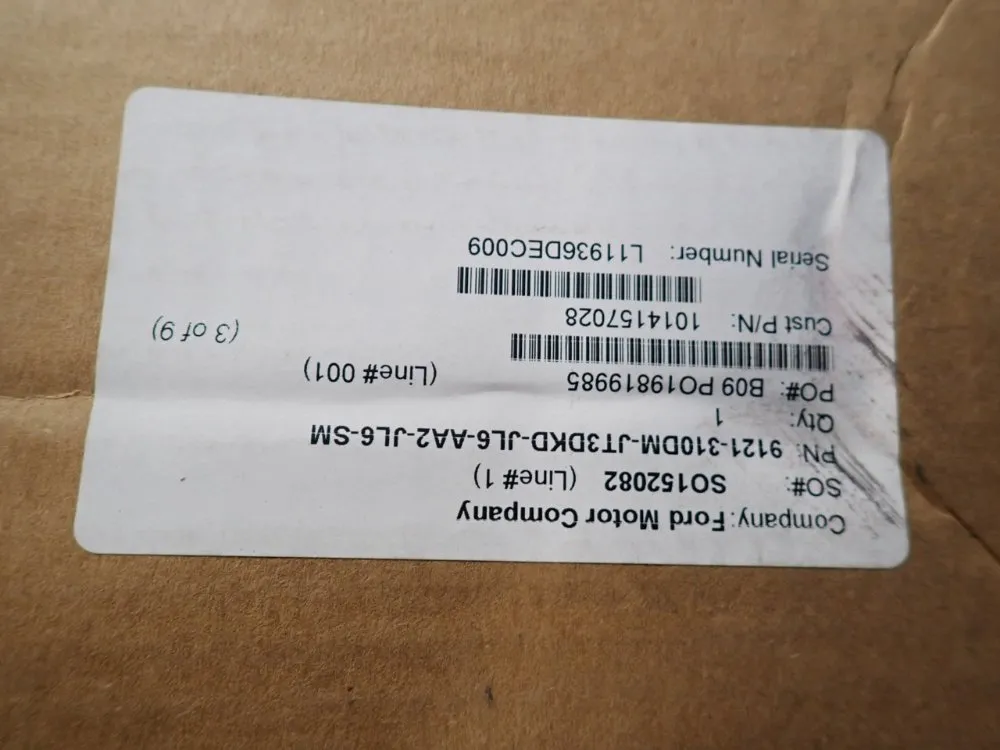 Company: Ford Motor Company
SO#: SO152082 (Line# 1)
PN: 9121-310DM-JT3DKD-JL6-AA2-JL6-SM
Qty: 1
PO#: B09 PO19819985 (Line# 001)
Cust P/N: 1014157028 (3 of 9)
Serial Number: L11936DEC009